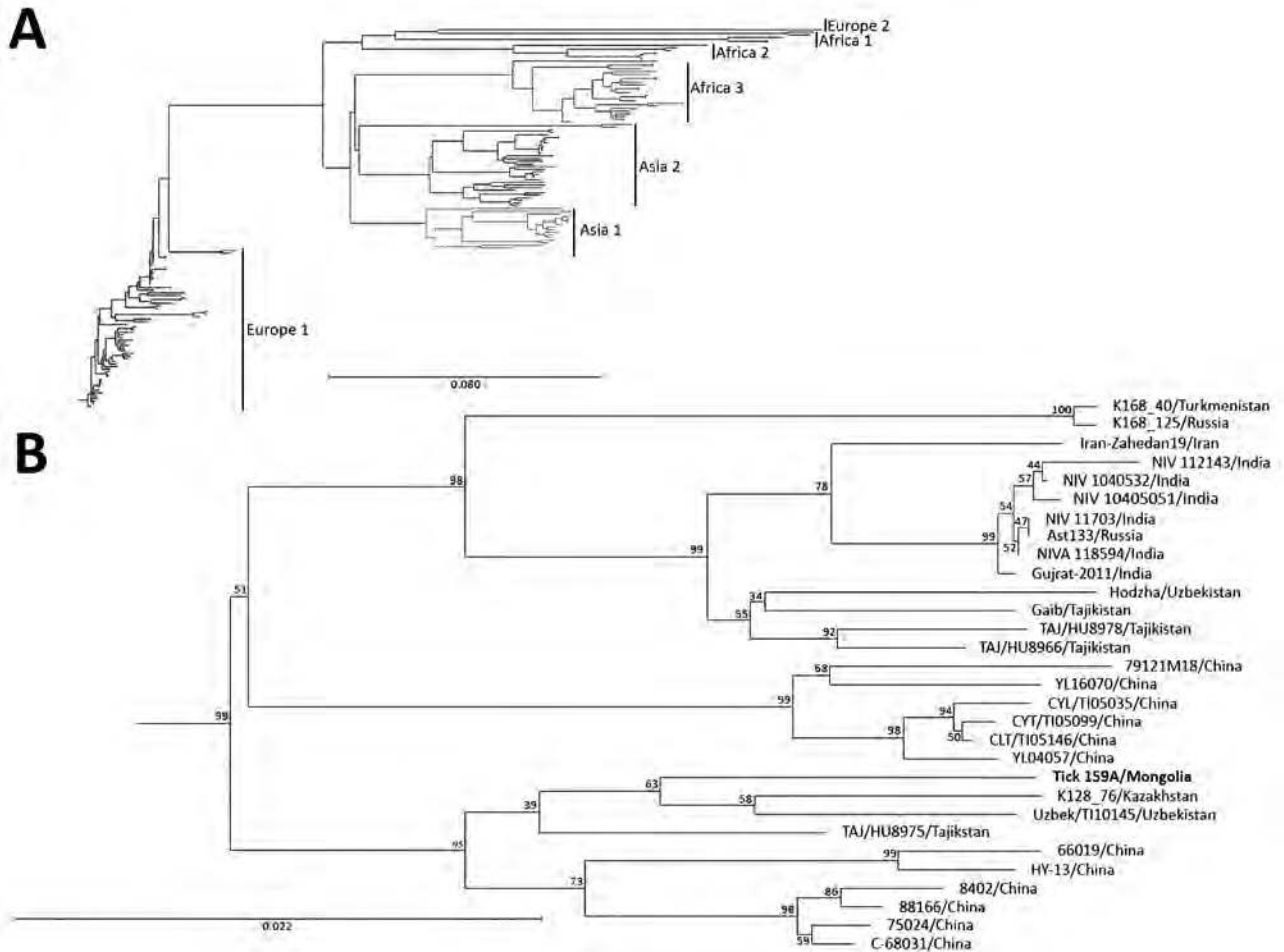 A
Europe 2
Africa 1
Africa 2
Africa 3
Asia 2
Asia 1
Europe 1
0.080
B
100
K168_40/Turkmenistan
K168_125/Russia
98
Iran-Zahedan19/Iran
78
44
NIV 112143/India
57
NIV 1040532/India
NIV 10405051/India
54
47
NIV 11703/India
Ast133/Russia
99
52
NIVA 118594/India
Gujrat-2011/India
99
34
Hodzha/Uzbekistan
Gaib/Tajikistan
55
92
TAJ/HU8978/Tajikistan
TAJ/HU8966/Tajikistan
51
58
79121M18/China
YL16070/China
99
94
CYL/TI05035/China
CYT/TI05099/China
98
50
CLT/TI05146/China
YL04057/China
99
63
Tick 159A/Mongolia
K128_76/Kazakhstan
58
39
Uzbek/TI10145/Uzbekistan
TAJ/HU8975/Tajikstan
95
99
66019/China
HY-13/China
73
86
8402/China
88166/China
98
75024/China
59
C-68031/China
0.022